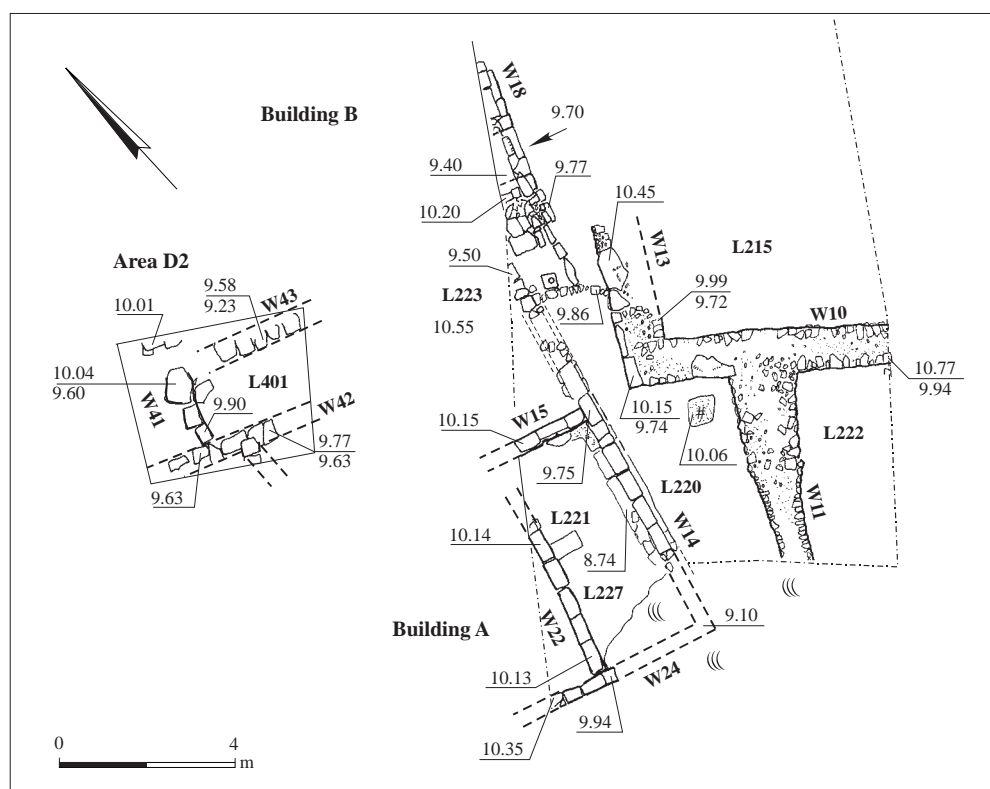 W18
Building B
9.70
9.40
9.77
10.20
10.45
W13
L215
Area D2
9.50
9.58
9.23
W43
10.01
L223
9.99
9.72
9.86
W10
10.55
10.04
9.60
L401
W41
9.90
W42
10.77
9.94
10.15
W15
10.15
9.74
9.77
9.63
L222
10.06
9.63
9.75
L220
W11
L221
W14
10.14
8.74
L227
W22
Building A
9.10
10.13
W24
9.94
10.35
0 4
m